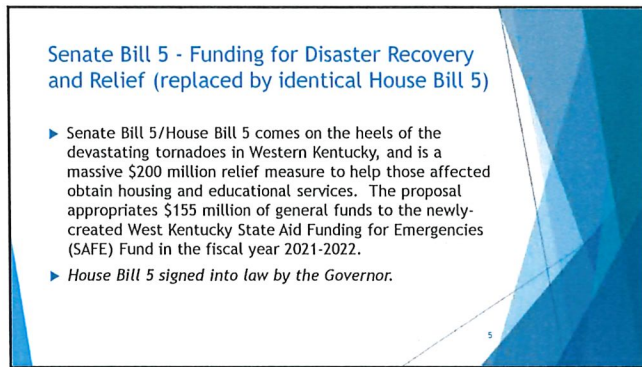 Senate Bill 5 - Funding for Disaster Recovery
and Relief (replaced by identical House Bill 5)
▶ Senate Bill 5/House Bill 5 comes on the heels of the
devastating tornadoes in Western Kentucky, and is a
massive $200 million relief measure to help those affected
obtain housing and educational services. The proposal
appropriates $155 million of general funds to the newly-
created West Kentucky State Aid Funding for Emergencies
(SAFE) Fund in the fiscal year 2021-2022.
▶ House Bill 5 signed into law by the Governor.
5